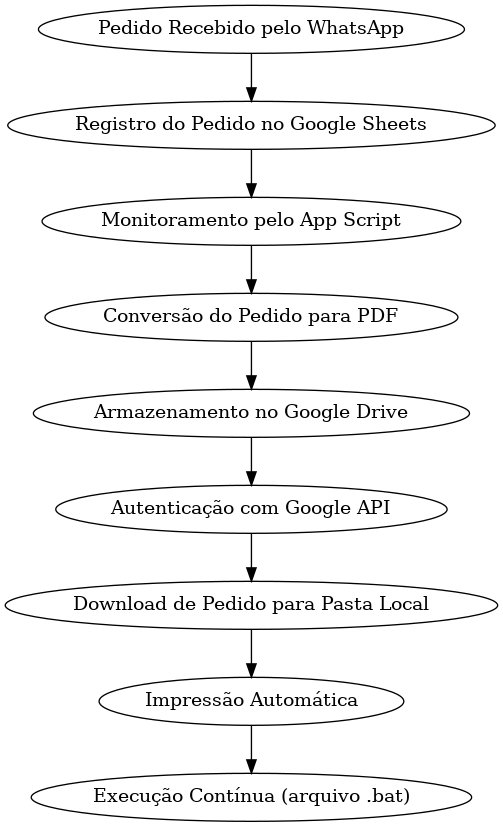 Pedido Recebido pelo WhatsApp
Registro do Pedido no Google Sheets
Monitoramento pelo App Script
Conversão do Pedido para PDF
Armazenamento no Google Drive
Autenticação com Google API
Download de Pedido para Pasta Local
Impressão Automática
Execução Contínua (arquivo .bat)